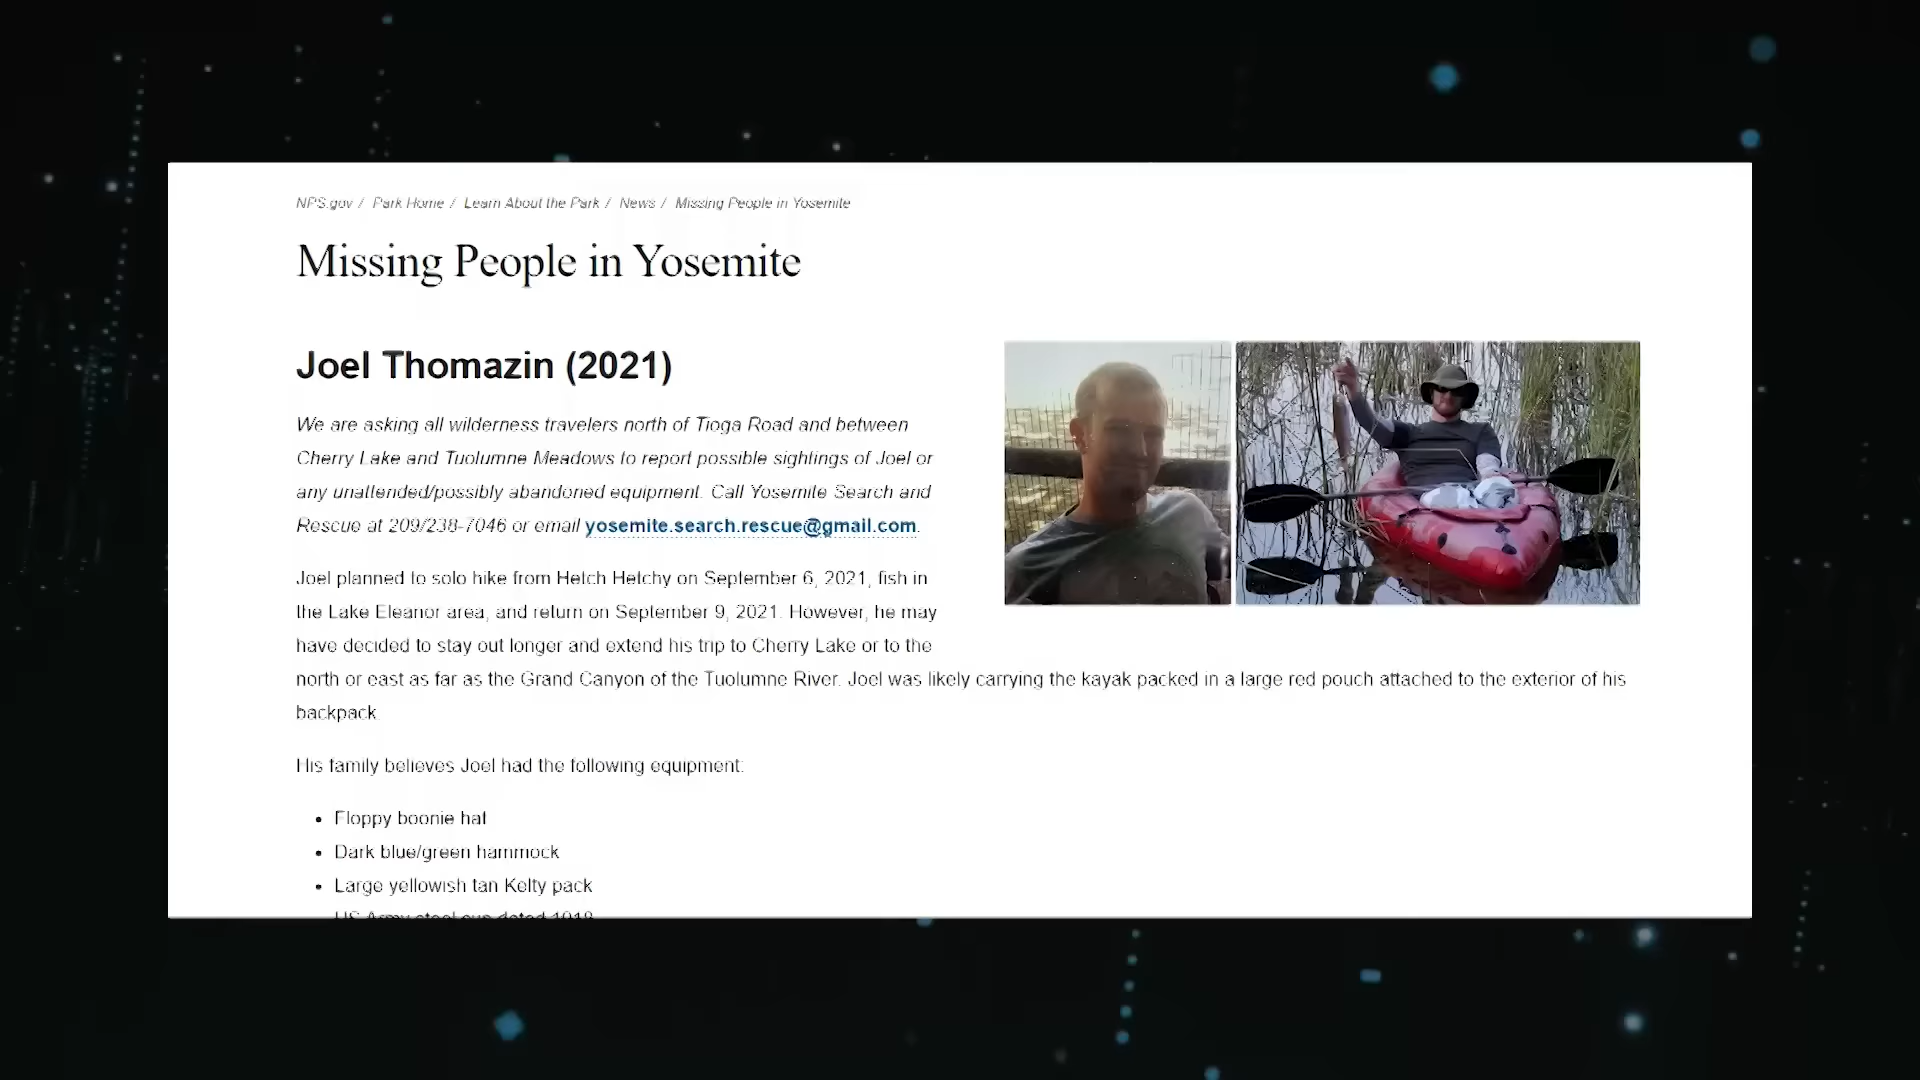 NPS.gov / Park Home / Learn About the Park / News / Missing People in Yosemite
Missing People in Yosemite
Joel Thomazin (2021)
We are asking all wilderness travelers north of Tioga Road and between
Cherry Lake and Tuolumne Meadows to report possible sightings of Joel or
any unattended/possibly abandoned equipment. Call Yosemite Search and
Rescue at 209/238-7046 or email yosemite.search.rescue@gmail.com.
Joel planned to solo hike from Hetch Hetchy on September 6, 2021, fish in
the Lake Eleanor area, and return on September 9, 2021. However, he may
have decided to stay out longer and extend his trip to Cherry Lake or to the
north or east as far as the Grand Canyon of the Tuolumne River. Joel was likely carrying the kayak packed in a large red pouch attached to the exterior of his
backpack.
His family believes Joel had the following equipment:
• Floppy boonie hat
• Dark blue/green hammock
• Large yellowish tan Kelty pack
• US Army steel cup dated 1918